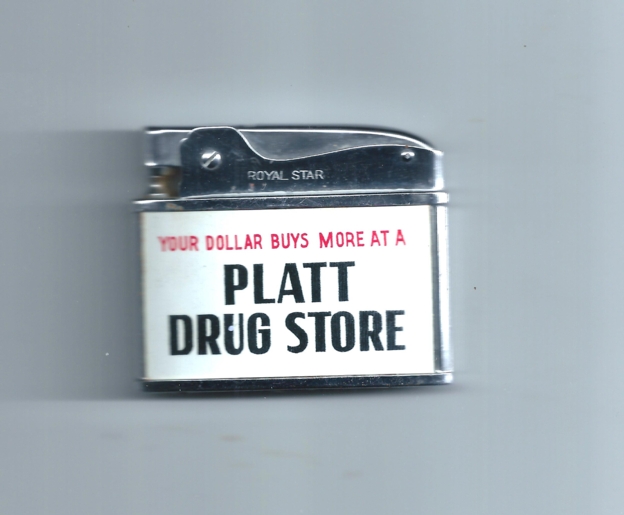 ROYAL STAR
YOUR DOLLAR BUYS MORE AT A
PLATT
DRUG STORE